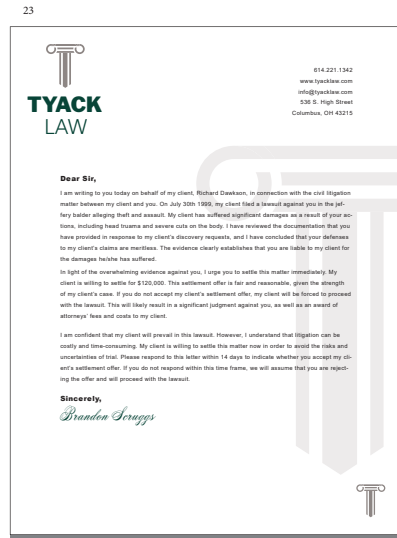 23
614.221.1342
www.tyacklaw.com
info@tyacklaw.com
536 S. High Street
Columbus, OH 43215
TYACK
LAW
Dear Sir,
I am writing to you today on behalf of my client, Richard Dawkson, in connection with the civil litigation
matter between my client and you. On July 30th 1999, my client filed a lawsuit against you in the jef-
fery balder alleging theft and assault. My client has suffered significant damages as a result of your ac-
tions, including head truama and severe cuts on the body. I have reviewed the documentation that you
have provided in response to my client's discovery requests, and I have concluded that your defenses
to my client's claims are meritless. The evidence clearly establishes that you are liable to my client for
the damages he/she has suffered.
In light of the overwhelming evidence against you, I urge you to settle this matter immediately. My
client is willing to settle for $120,000. This settlement offer is fair and reasonable, given the strength
of my client's case. If you do not accept my client's settlement offer, my client will be forced to proceed
with the lawsuit. This will likely result in a significant judgment against you, as well as an award of
attorneys' fees and costs to my client.
I am confident that my client will prevail in this lawsuit. However, I understand that litigation can be
costly and time-consuming. My client is willing to settle this matter now in order to avoid the risks and
uncertainties of trial. Please respond to this letter within 14 days to indicate whether you accept my cli-
ent's settlement offer. If you do not respond within this time frame, we will assume that you are reject-
ing the offer and will proceed with the lawsuit.
Sincerely,
Brandon Scruggs